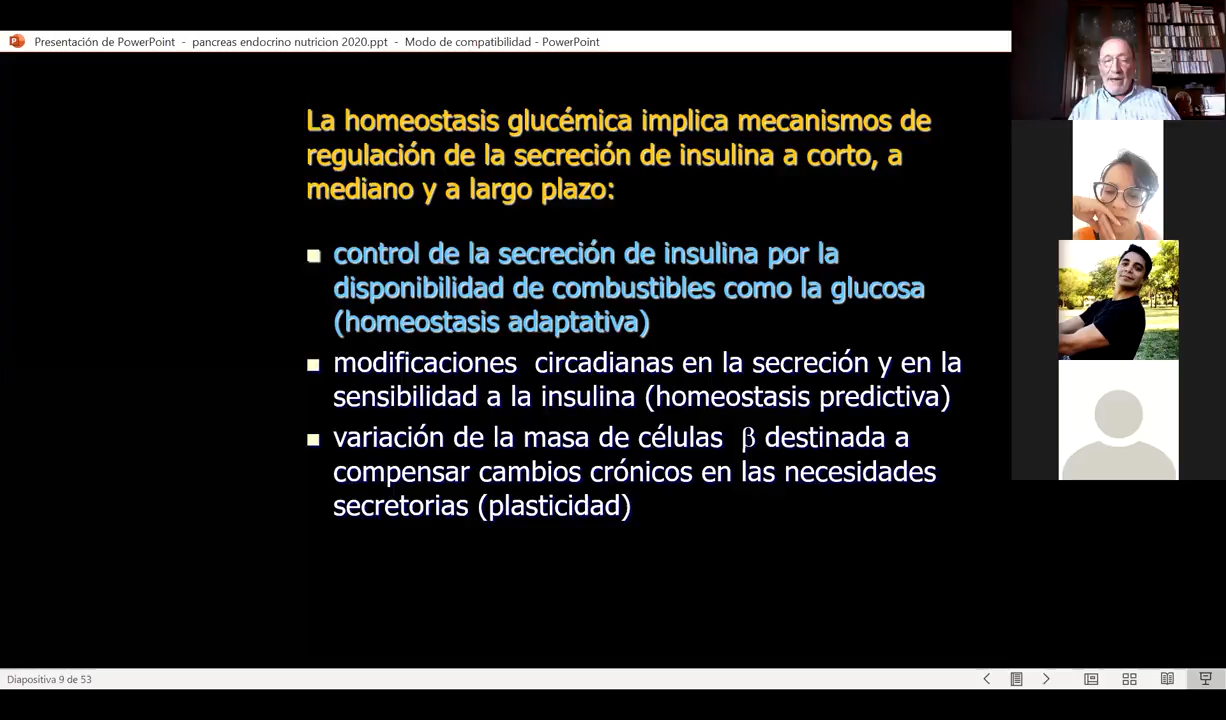 Presentación de PowerPoint - pancreas endocrino nutricion 2020.ppt - Modo de compatibilidad - PowerPoint
La homeostasis glucémica implica mecanismos de
regulación de la secreción de insulina a corto, a
mediano y a largo plazo:
control de la secreción de insulina por la
disponibilidad de combustibles como la glucosa
(homeostasis adaptativa)
modificaciones circadianas en la secreción y en la
sensibilidad a la insulina (homeostasis predictiva)
variación de la masa de células β destinada a
compensar cambios crónicos en las necesidades
secretorias (plasticidad)
Diapositiva 9 de 53